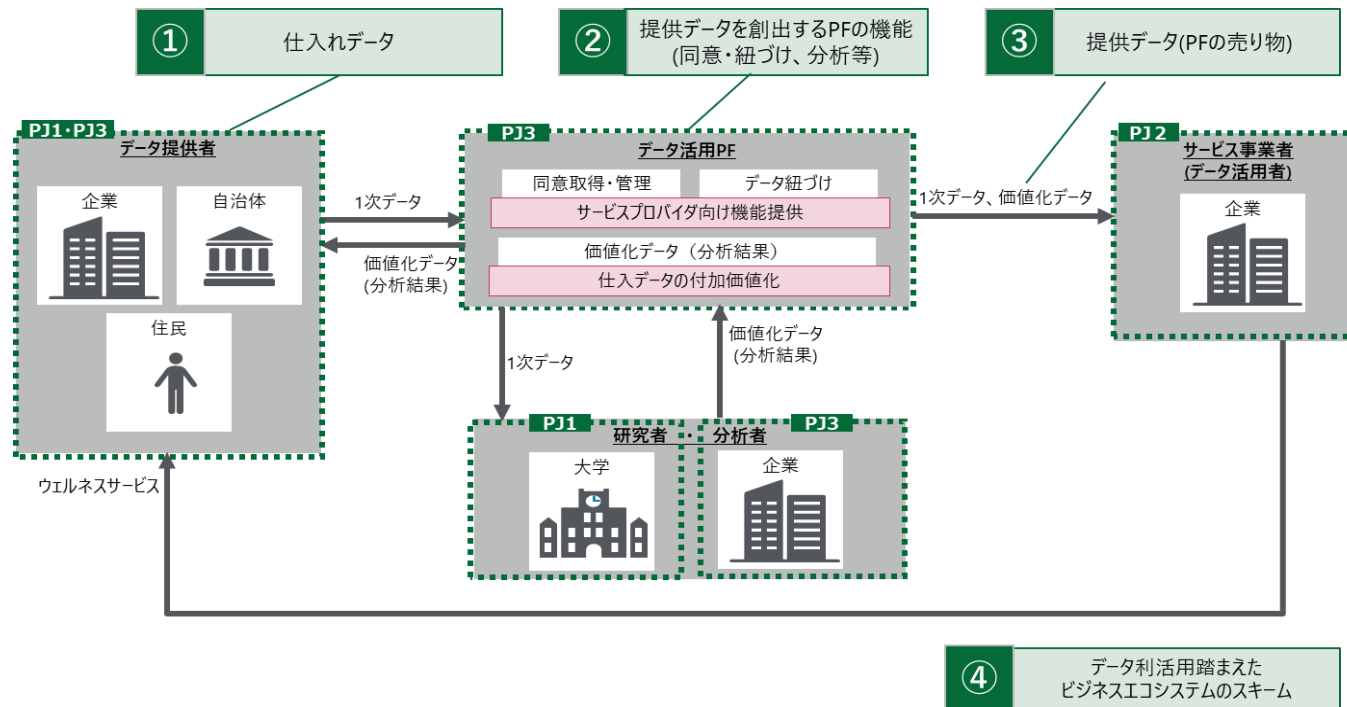 ① 仕入れデータ
② 提供データを創出するPFの機能
(同意・紐づけ、分析等)
③ 提供データ(PFの売り物)
PJ1・PJ3
データ提供者
企業
自治体
住民
1次データ
価値化データ
(分析結果)
PJ3
データ活用PF
同意取得・管理
データ紐づけ
サービスプロバイダ向け機能提供
価値化データ（分析結果）
仕入データの付加価値化
1次データ、価値化データ
PJ2
サービス事業者
(データ活用者)
企業
1次データ
価値化データ
(分析結果)
PJ1
研究者 ・ 分析者
PJ3
大学
企業
ウェルネスサービス
④ データ利活用踏まえた
ビジネスエコシステムのスキーム